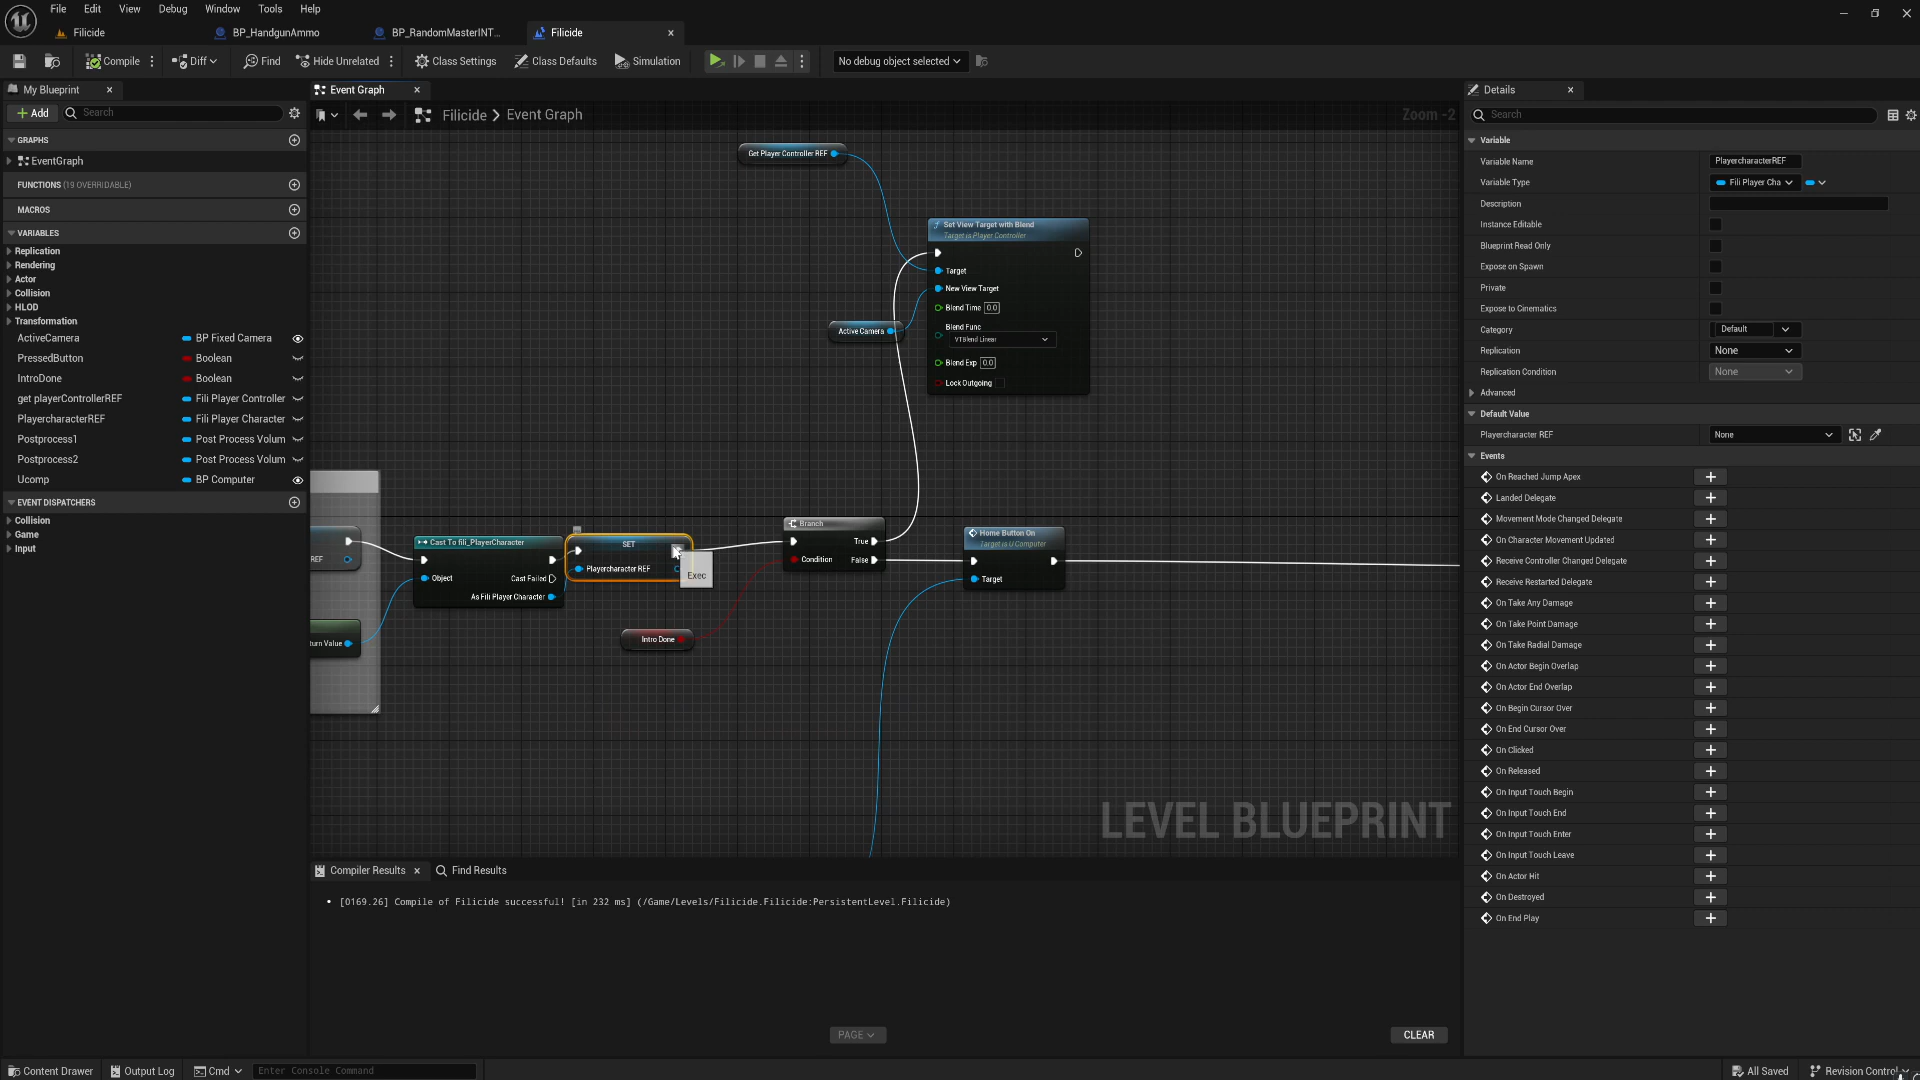 File Edit View Debug Window Tools Help
Filicide BP_HandgunAmmo BP_RandomMasterINT... Filicide
Compile Diff Find Hide Unrelated Class Settings Class Defaults Simulation No debug object selected
My Blueprint
Add Search
GRAPHS
EventGraph
FUNCTIONS (19 OVERRIDABLE)
MACROS
VARIABLES
Replication
Rendering
Actor
Collision
HLOD
Transformation
ActiveCamera BP Fixed Camera
PressedButton Boolean
IntroDone Boolean
get playerControllerREF Fili Player Controller
PlayercharacterREF Fili Player Character
Postprocess1 Post Process Volum
Postprocess2 Post Process Volum
Ucomp BP Computer
EVENT DISPATCHERS
Collision
Game
Input
Event Graph
Filicide > Event Graph
Zoom -2
Get Player Controller REF
Set View Target with Blend
Target is Player Controller
Target
New View Target
Blend Time 0.0
Blend Func
VTBlend Linear
Blend Exp 0.0
Lock Outgoing
Active Camera
REF
turn Value
Cast To fili_PlayerCharacter
Object
Cast Failed
As Fili Player Character
SET
Playercharacter REF
Exec
Intro Done
Branch
True
Condition
False
Home Button On
Target is U Computer
Target
LEVEL BLUEPRINT
Compiler Results Find Results
• [0169.26] Compile of Filicide successful! [in 232 ms] (/Game/Levels/Filicide.Filicide:PersistentLevel.Filicide)
PAGE
CLEAR
Details
Search
Variable
Variable Name PlayercharacterREF
Variable Type Fili Player Cha
Description
Instance Editable
Blueprint Read Only
Expose on Spawn
Private
Expose to Cinematics
Category Default
Replication None
Replication Condition None
Advanced
Default Value
Playercharacter REF None
Events
On Reached Jump Apex
Landed Delegate
Movement Mode Changed Delegate
On Character Movement Updated
Receive Controller Changed Delegate
Receive Restarted Delegate
On Take Any Damage
On Take Point Damage
On Take Radial Damage
On Actor Begin Overlap
On Actor End Overlap
On Begin Cursor Over
On End Cursor Over
On Clicked
On Released
On Input Touch Begin
On Input Touch End
On Input Touch Enter
On Input Touch Leave
On Actor Hit
On Destroyed
On End Play
Content Drawer Output Log Cmd Enter Console Command All Saved Revision Control